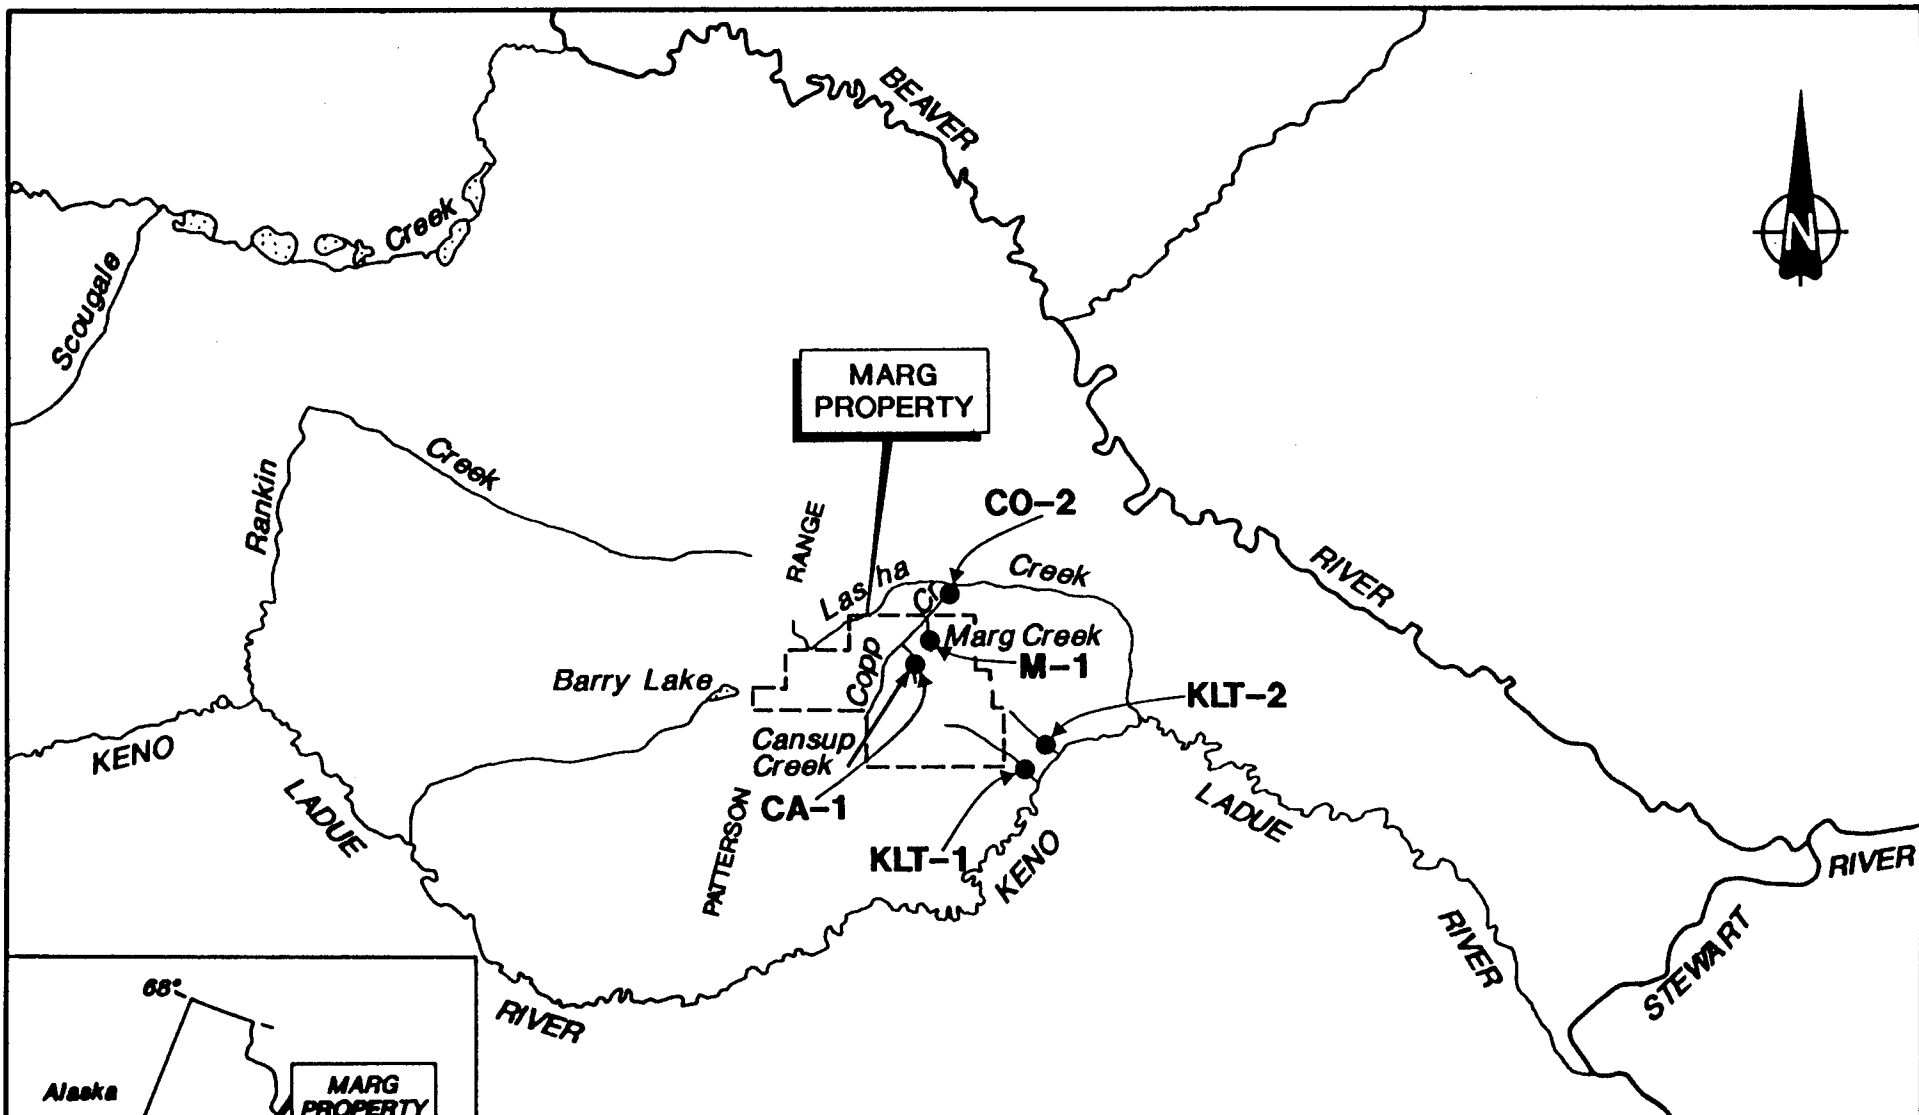 BEAVER
N
Creek
Scougale
MARG
PROPERTY
Creek
Rankin
CO-2
RANGE
Lasha
Creek
Cr
RIVER
Marg Creek
M-1
Copp
Barry Lake
KLT-2
KENO
Cansup
Creek
CA-1
LADUE
LADUE
PATTERSON
KLT-1
KENO
RIVER
STEWART
RIVER
RIVER
68°
Alaska
MARG
PROPERTY